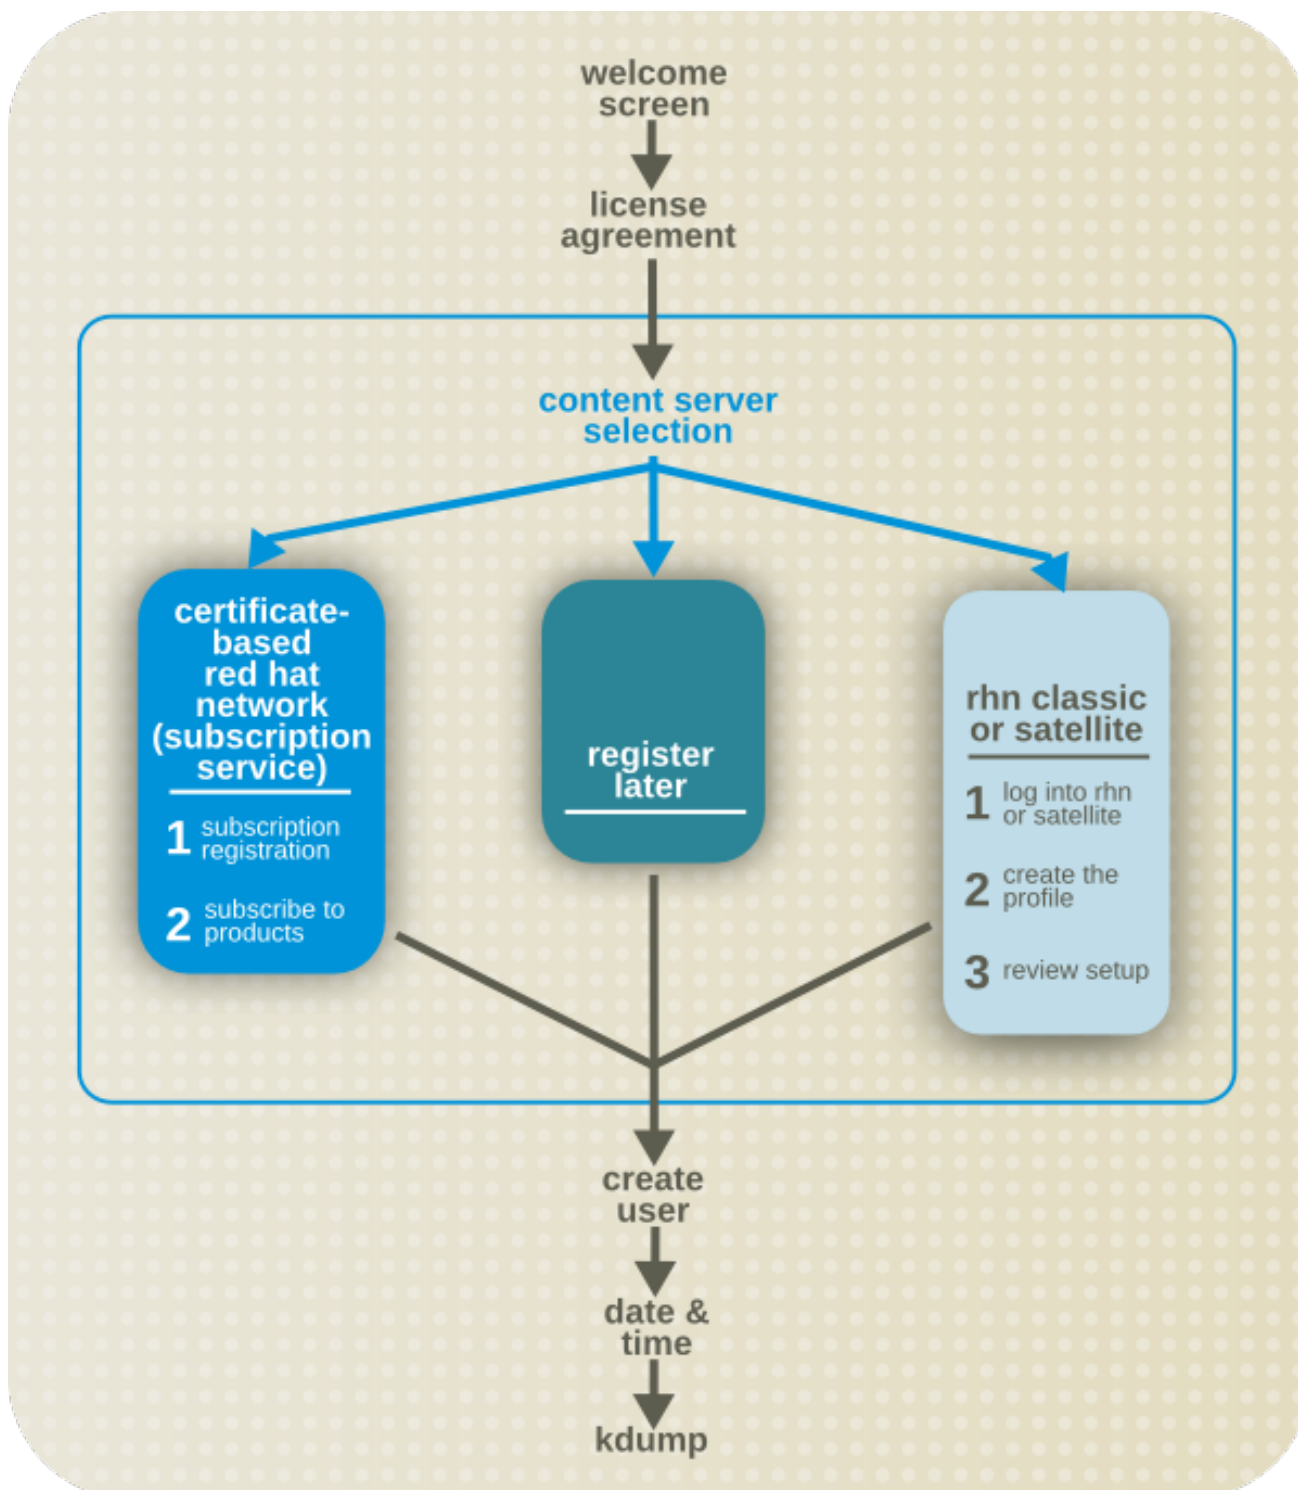 welcome
screen
license
agreement
content server
selection
certificate-
based
red hat
network
(subscription
service)
1 subscription
registration
2 subscribe to
products
register
later
rhn classic
or satellite
1 log into rhn
or satellite
2 create the
profile
3 review setup
create
user
date &
time
kdump